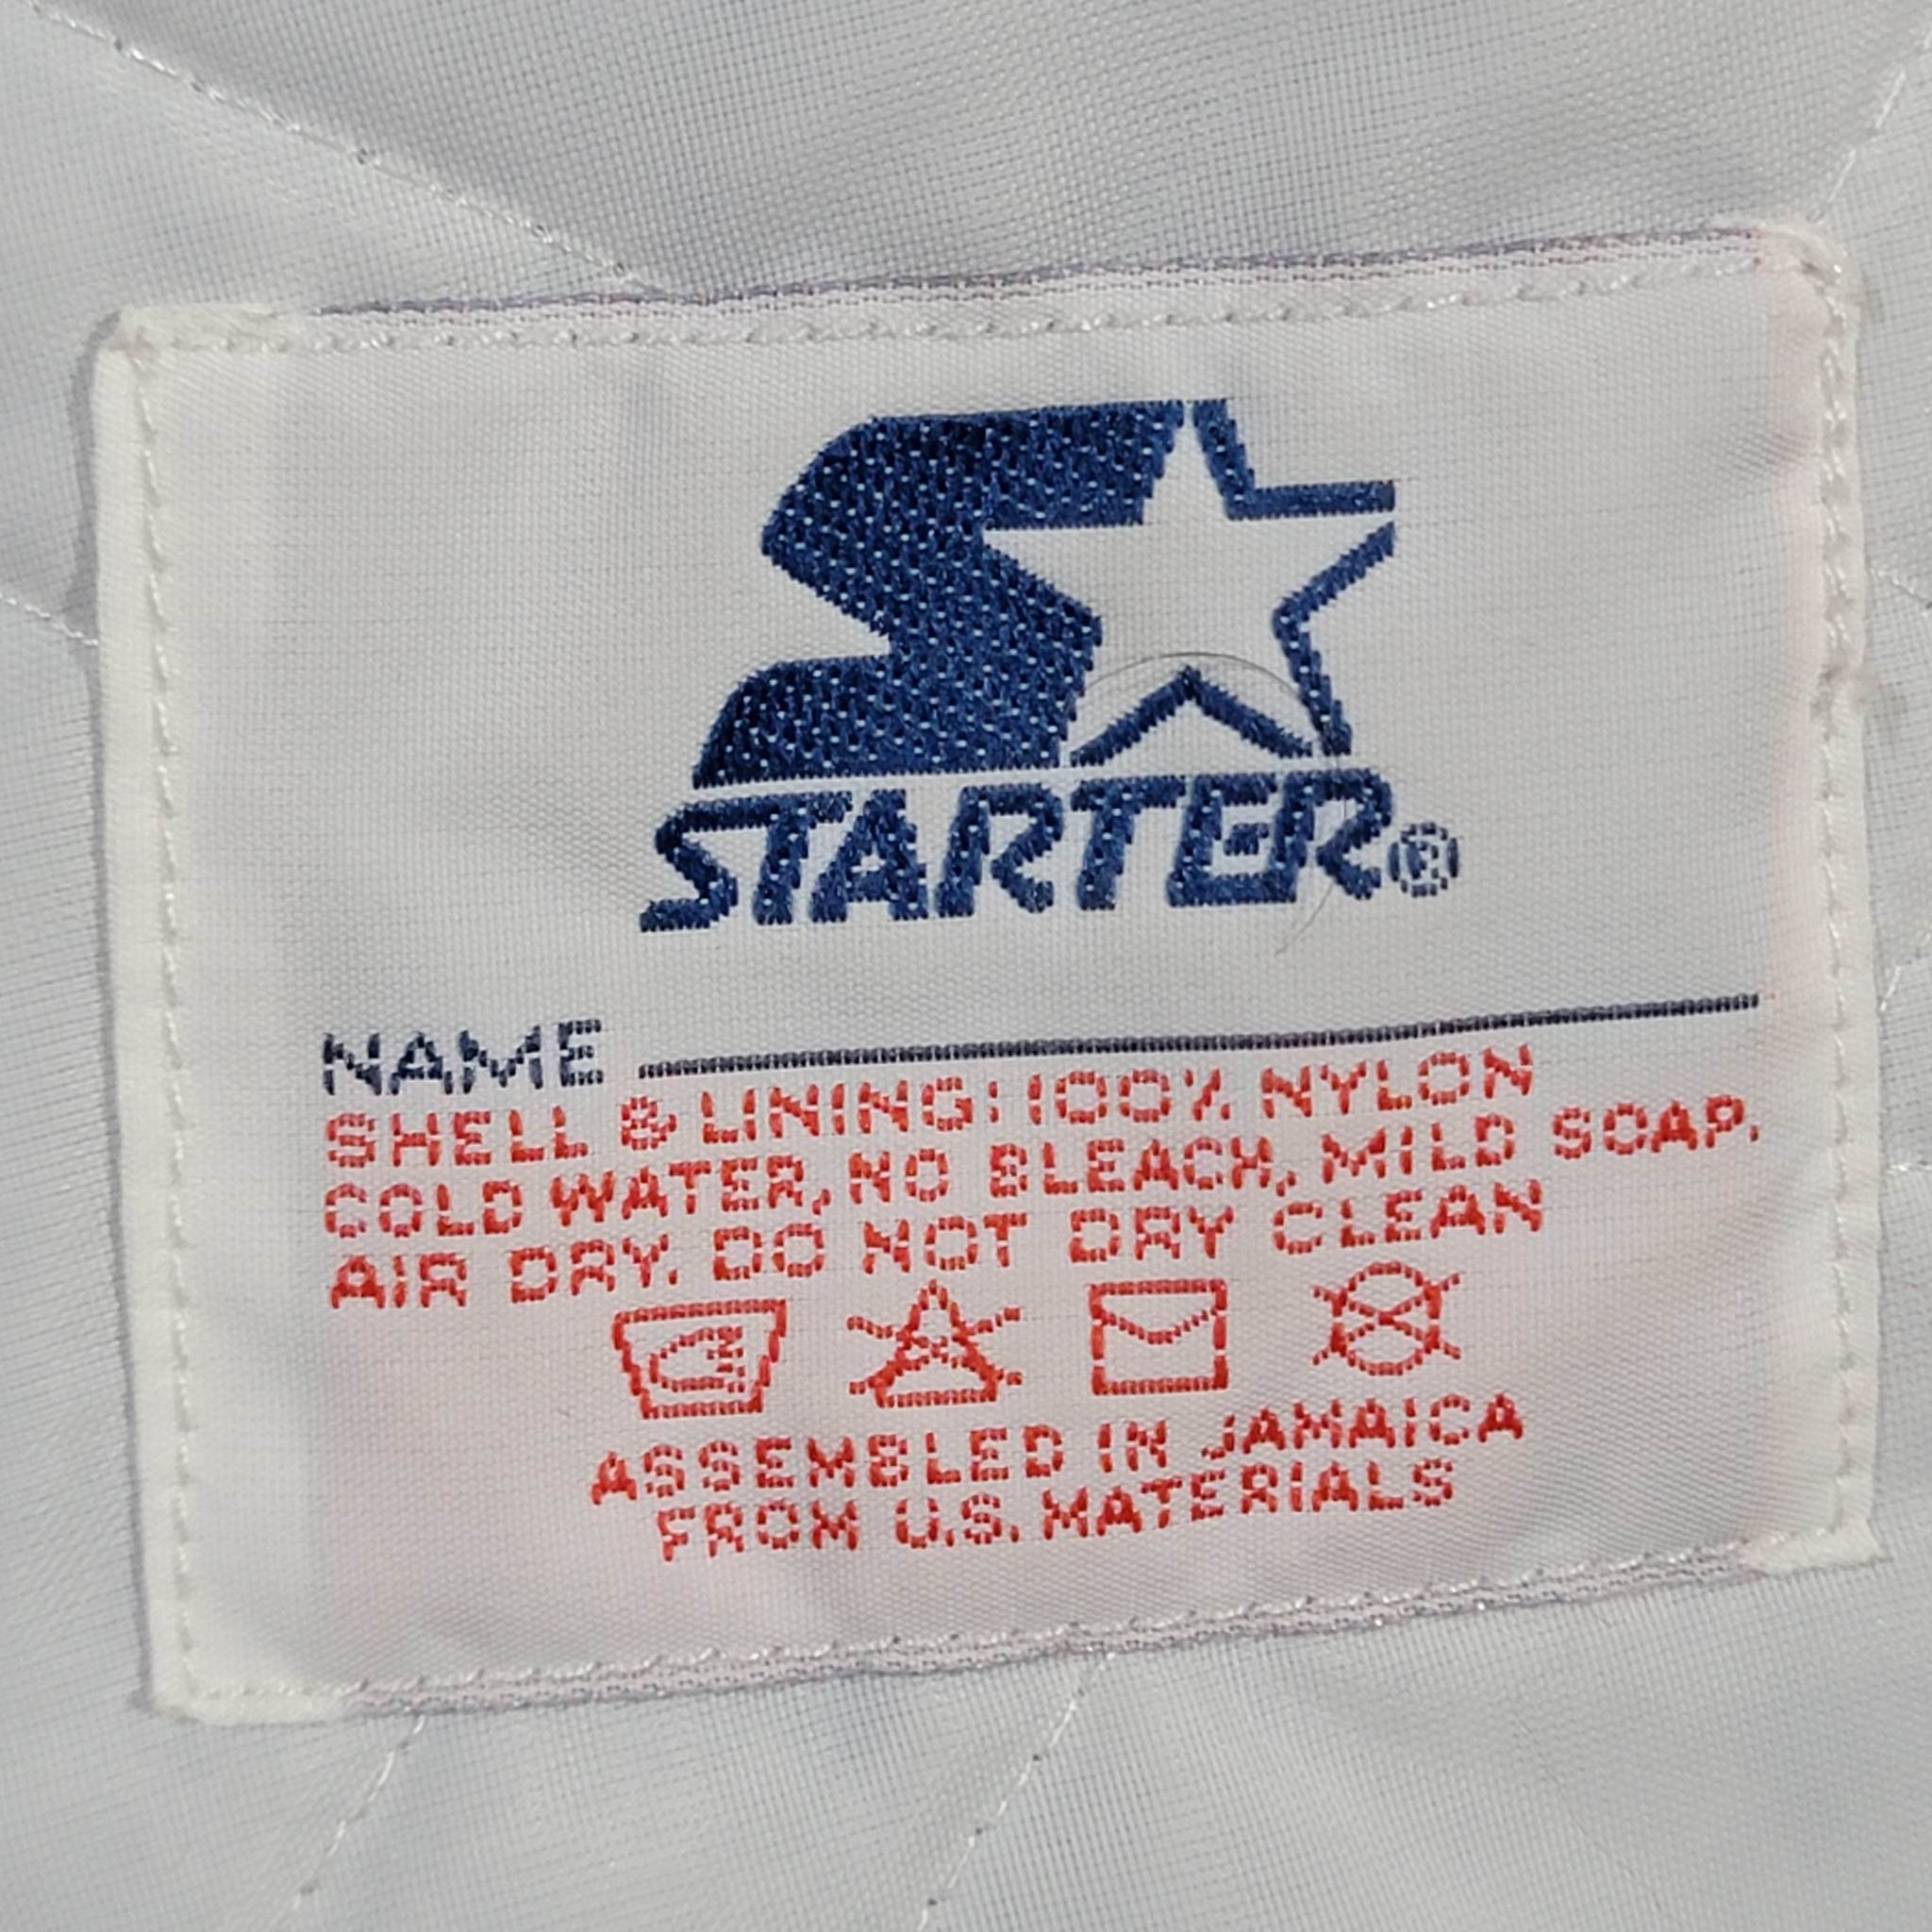 STARTER®
NAME
SHELL & LINING: 100% NYLON
COLD WATER, NO BLEACH, MILD SOAP.
AIR DRY. DO NOT DRY CLEAN
ASSEMBLED IN JAMAICA
FROM U.S. MATERIALS